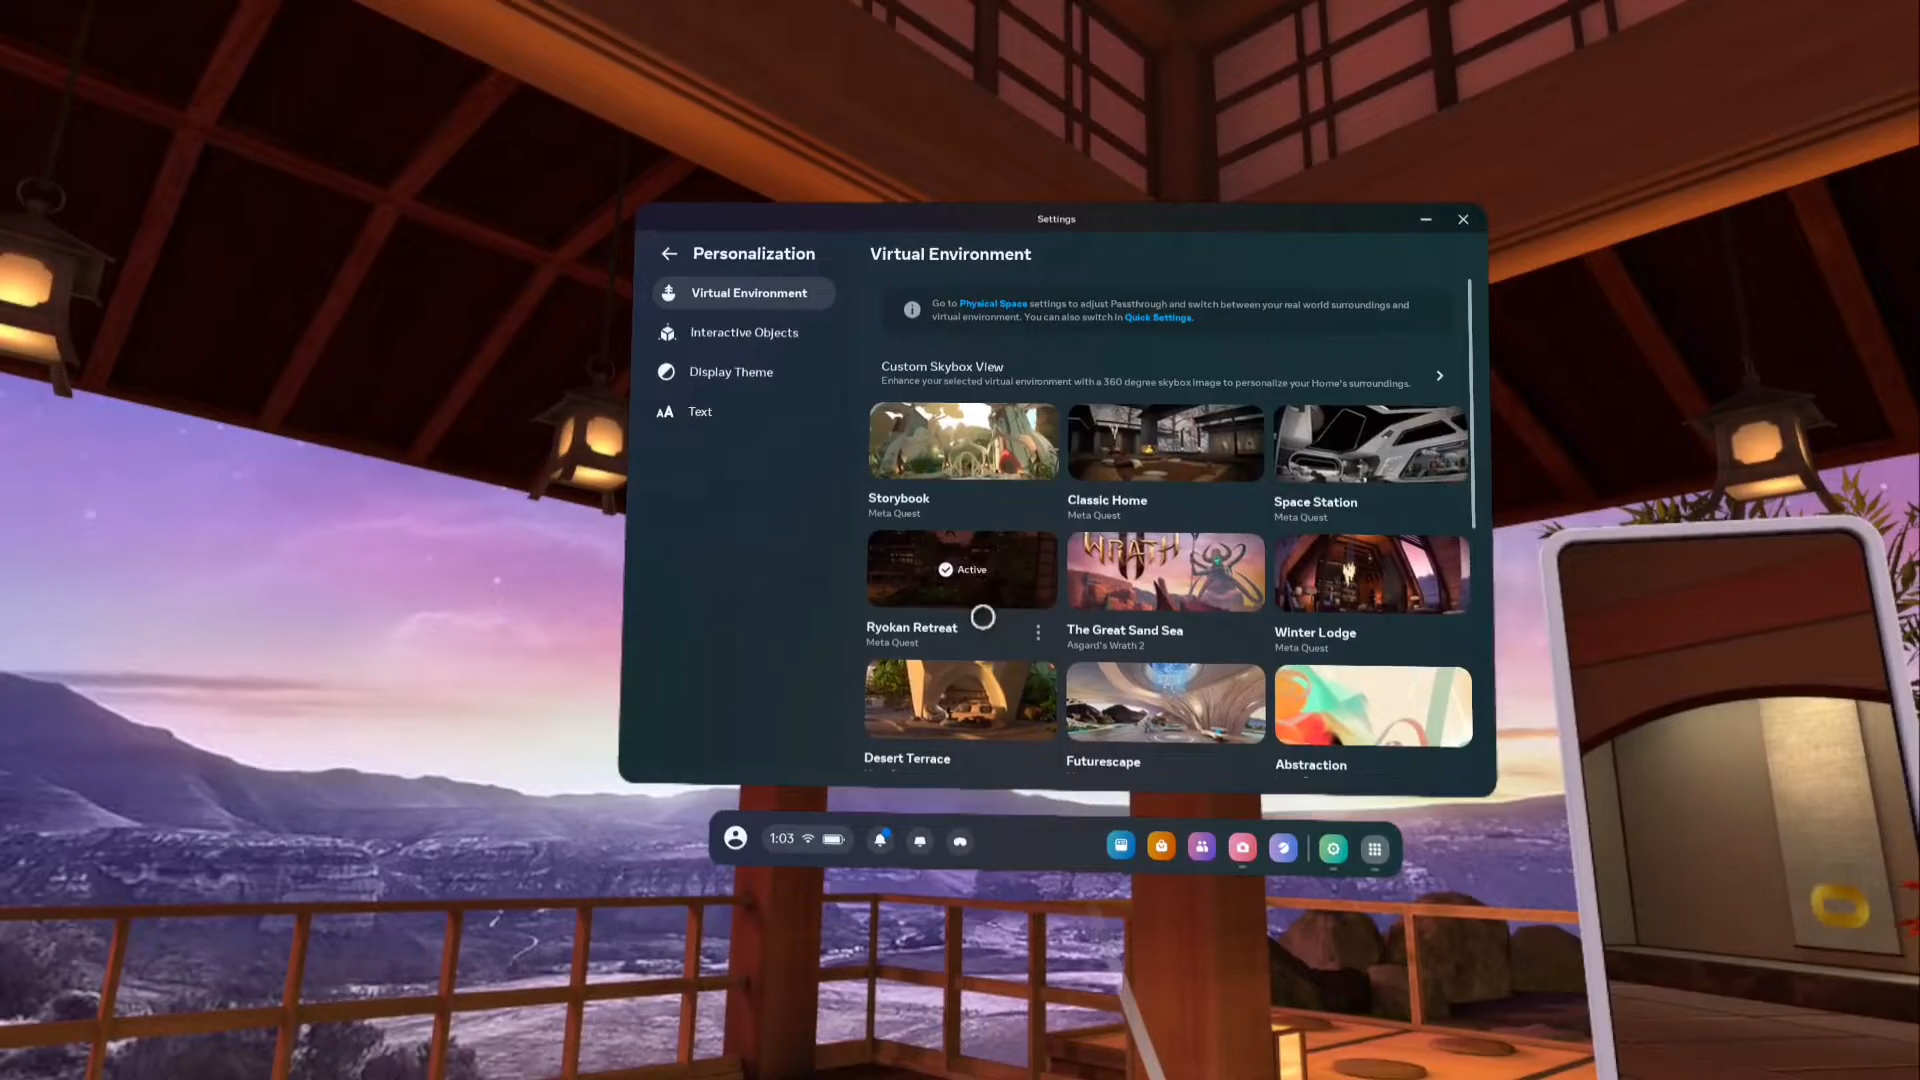 Settings
Personalization
Virtual Environment
Interactive Objects
Display Theme
AA Text
Virtual Environment
Go to Physical Space settings to adjust Passthrough and switch between your real world surroundings and
virtual environment. You can also switch in Quick Settings.
Custom Skybox View
Enhance your selected virtual environment with a 360 degree skybox image to personalize your Home's surroundings.
Storybook
Meta Quest
Classic Home
Meta Quest
Space Station
Meta Quest
Active
Ryokan Retreat
Meta Quest
WRATH
The Great Sand Sea
Asgard's Wrath 2
Winter Lodge
Meta Quest
Desert Terrace
Futurescape
Abstraction
1:03